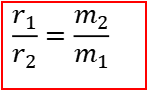 r₁/r₂ = m₂/m₁